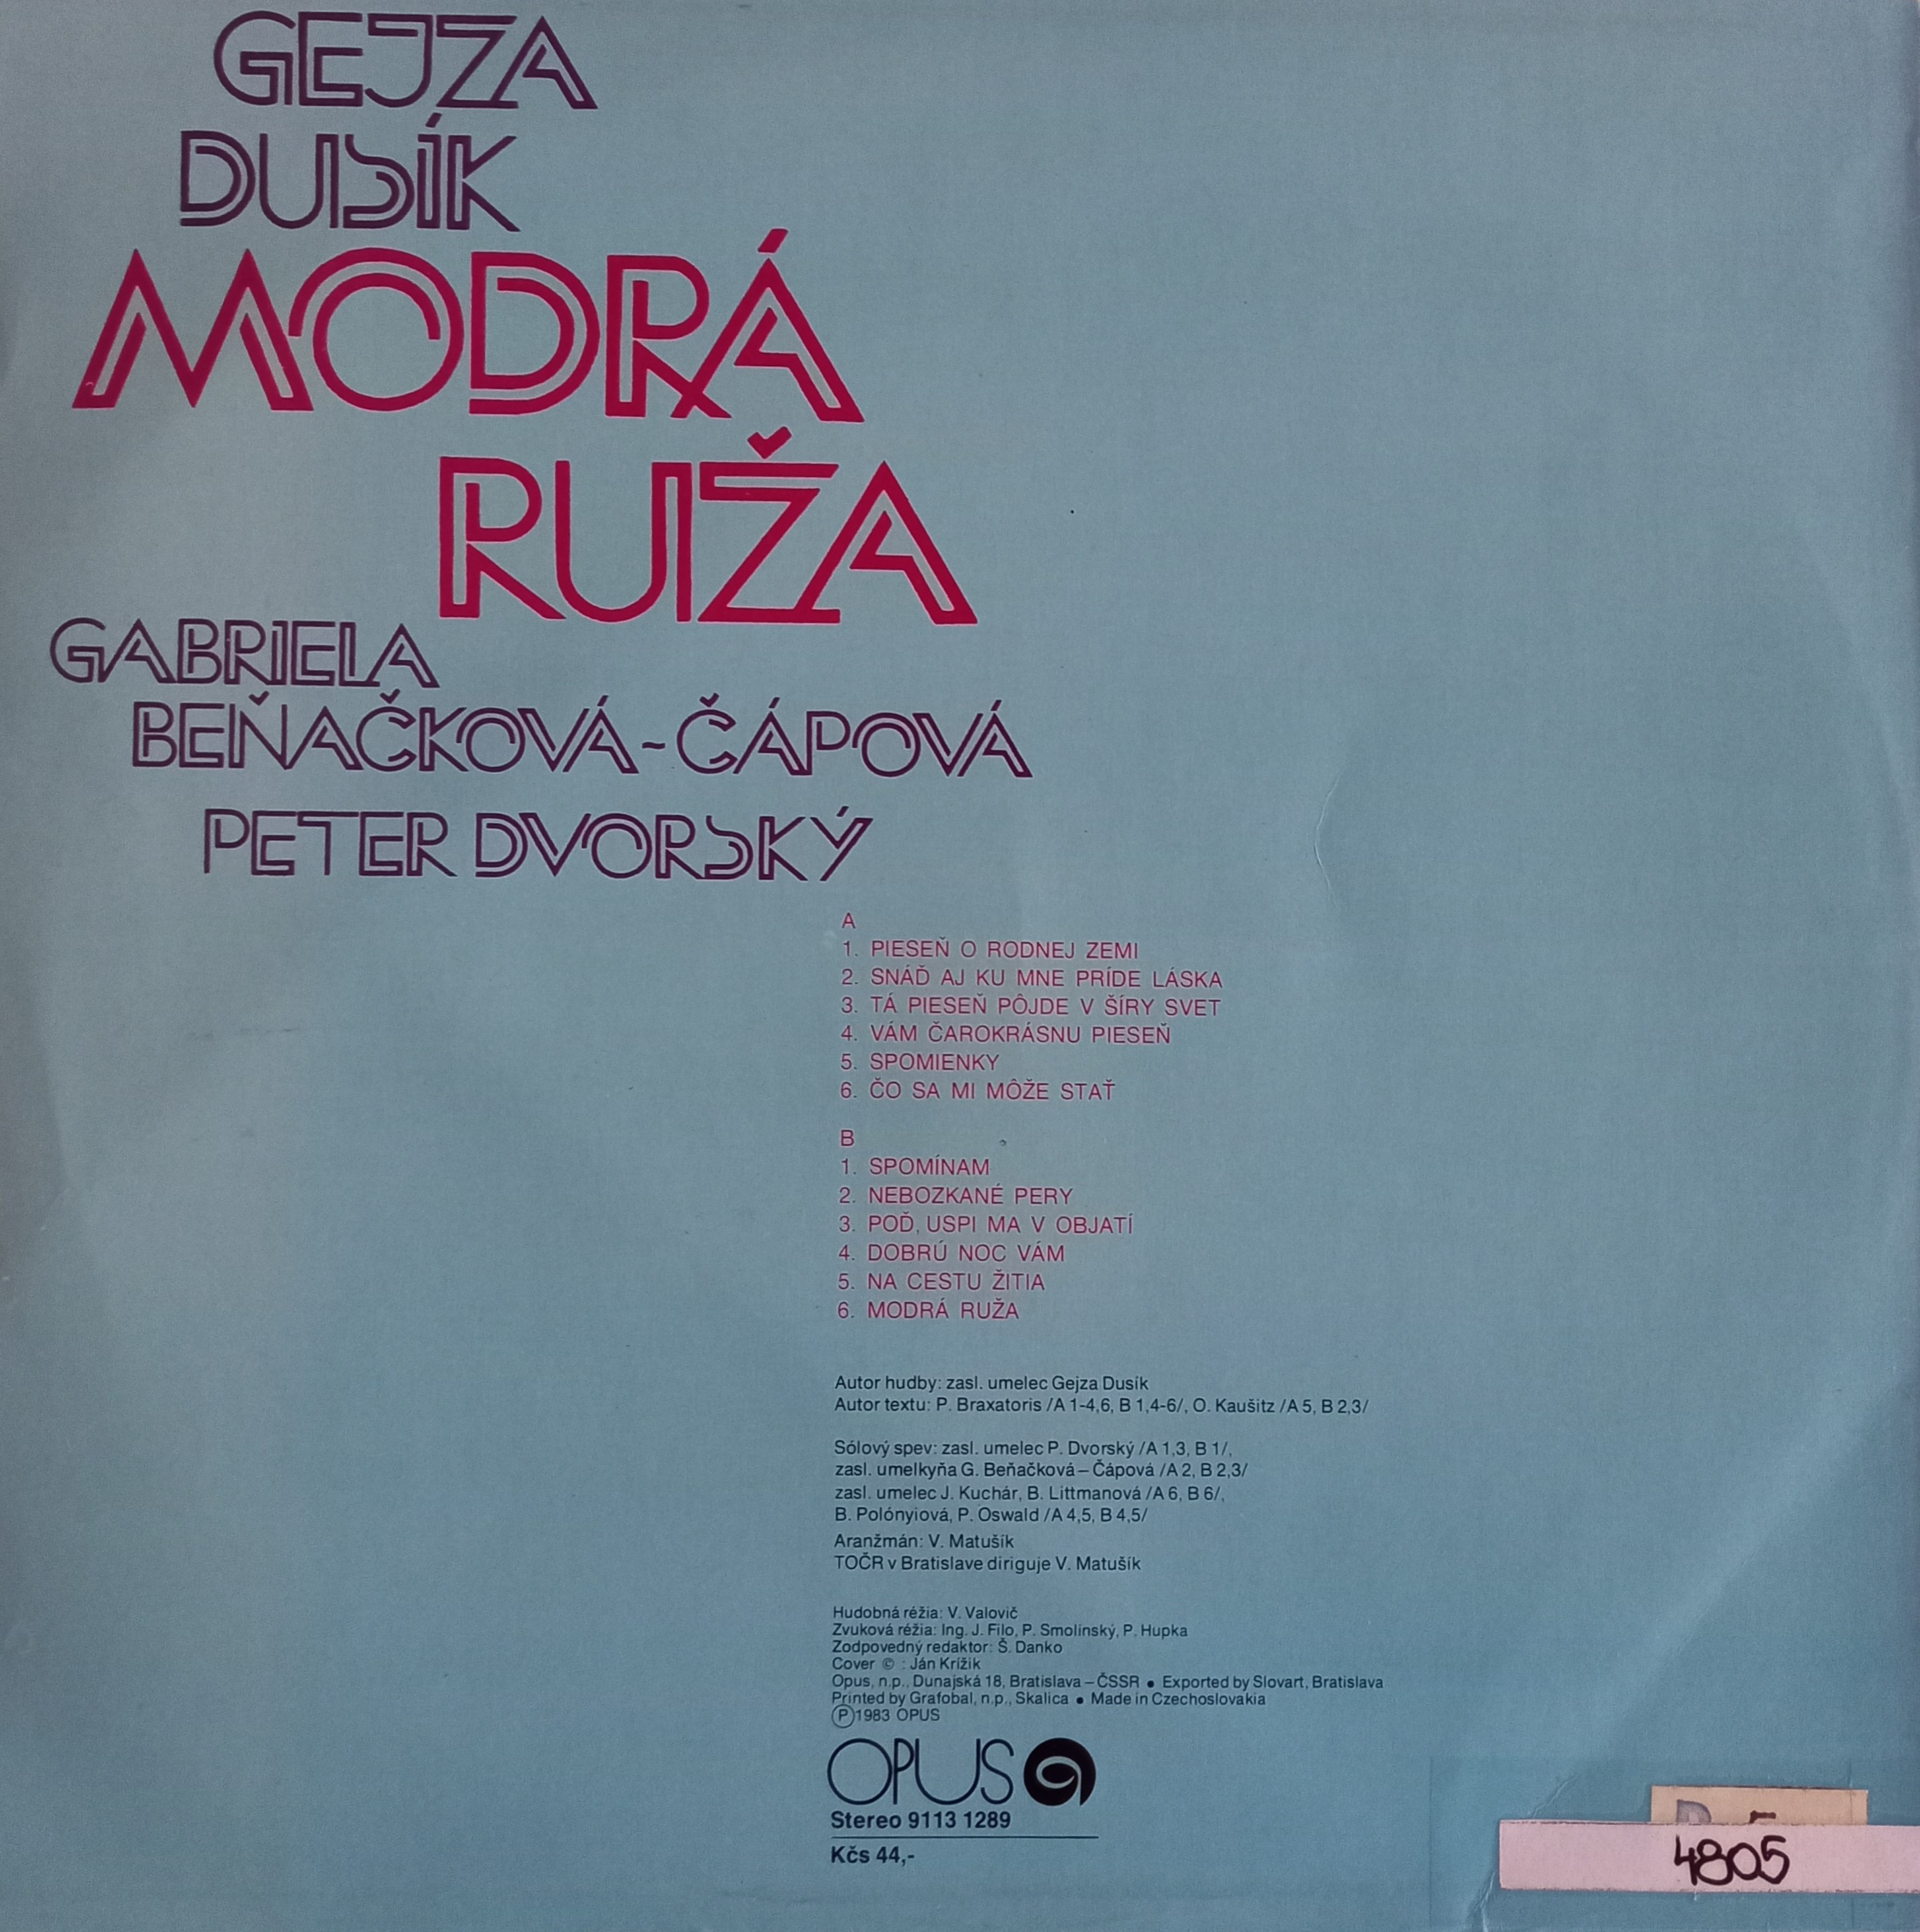 GEJZA
DUSÍK
MODRÁ
RUŽA
GABRIELA
BEŇAČKOVÁ-ČÁPOVÁ
PETER DVORSKÝ
A
1. PIESEŇ O RODNEJ ZEMI
2. SNÁĎ AJ KU MNE PRÍDE LÁSKA
3. TÁ PIESEŇ PÔJDE V ŠÍRY SVET
4. VÁM ČAROKRÁSNU PIESEŇ
5. SPOMIENKY
6. ČO SA MI MÔŽE STAŤ
B
1. SPOMÍNAM
2. NEBOZKANÉ PERY
3. POĎ, USPI MA V OBJATÍ
4. DOBRÚ NOC VÁM
5. NA CESTU ŽITIA
6. MODRÁ RUŽA
Autor hudby: zasl. umelec Gejza Dusík
Autor textu: P. Braxatoris /A 1-4,6, B 1,4-6/, O. Kaušitz /A 5, B 2,3/
Sólový spev: zasl. umelec P. Dvorský /A 1,3, B 1/,
zasl. umelkyňa G. Beňačková – Čápová /A 2, B 2,3/
zasl. umelec J. Kuchár, B. Littmanová /A 6, B 6/,
B. Polónyiová, P. Oswald /A 4,5, B 4,5/
Aranžmán: V. Matušík
TOČR v Bratislave diriguje V. Matušík
Hudobná réžia: V. Valovič
Zvuková réžia: Ing. J. Filo, P. Smolinský, P. Hupka
Zodpovedný redaktor: Š. Danko
Cover © : Ján Krížik
Opus, n.p., Dunajská 18, Bratislava – ČSSR • Exported by Slovart, Bratislava
Printed by Grafobal, n.p., Skalica • Made in Czechoslovakia
Ⓟ 1983 OPUS
OPUS
Stereo 9113 1289
Kčs 44,-
4805